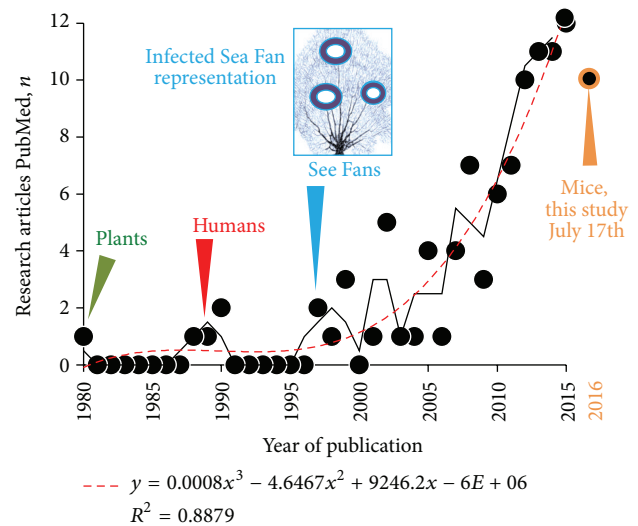 Infected Sea Fan
representation
See Fans
Plants
Humans
Mice,
this study
July 17th
Research articles PubMed, n
12
10
8
6
4
2
0
1980
1985
1990
1995
2000
2005
2010
2015
2016
Year of publication
y = 0.0008x³ − 4.6467x² + 9246.2x − 6E + 06
R² = 0.8879